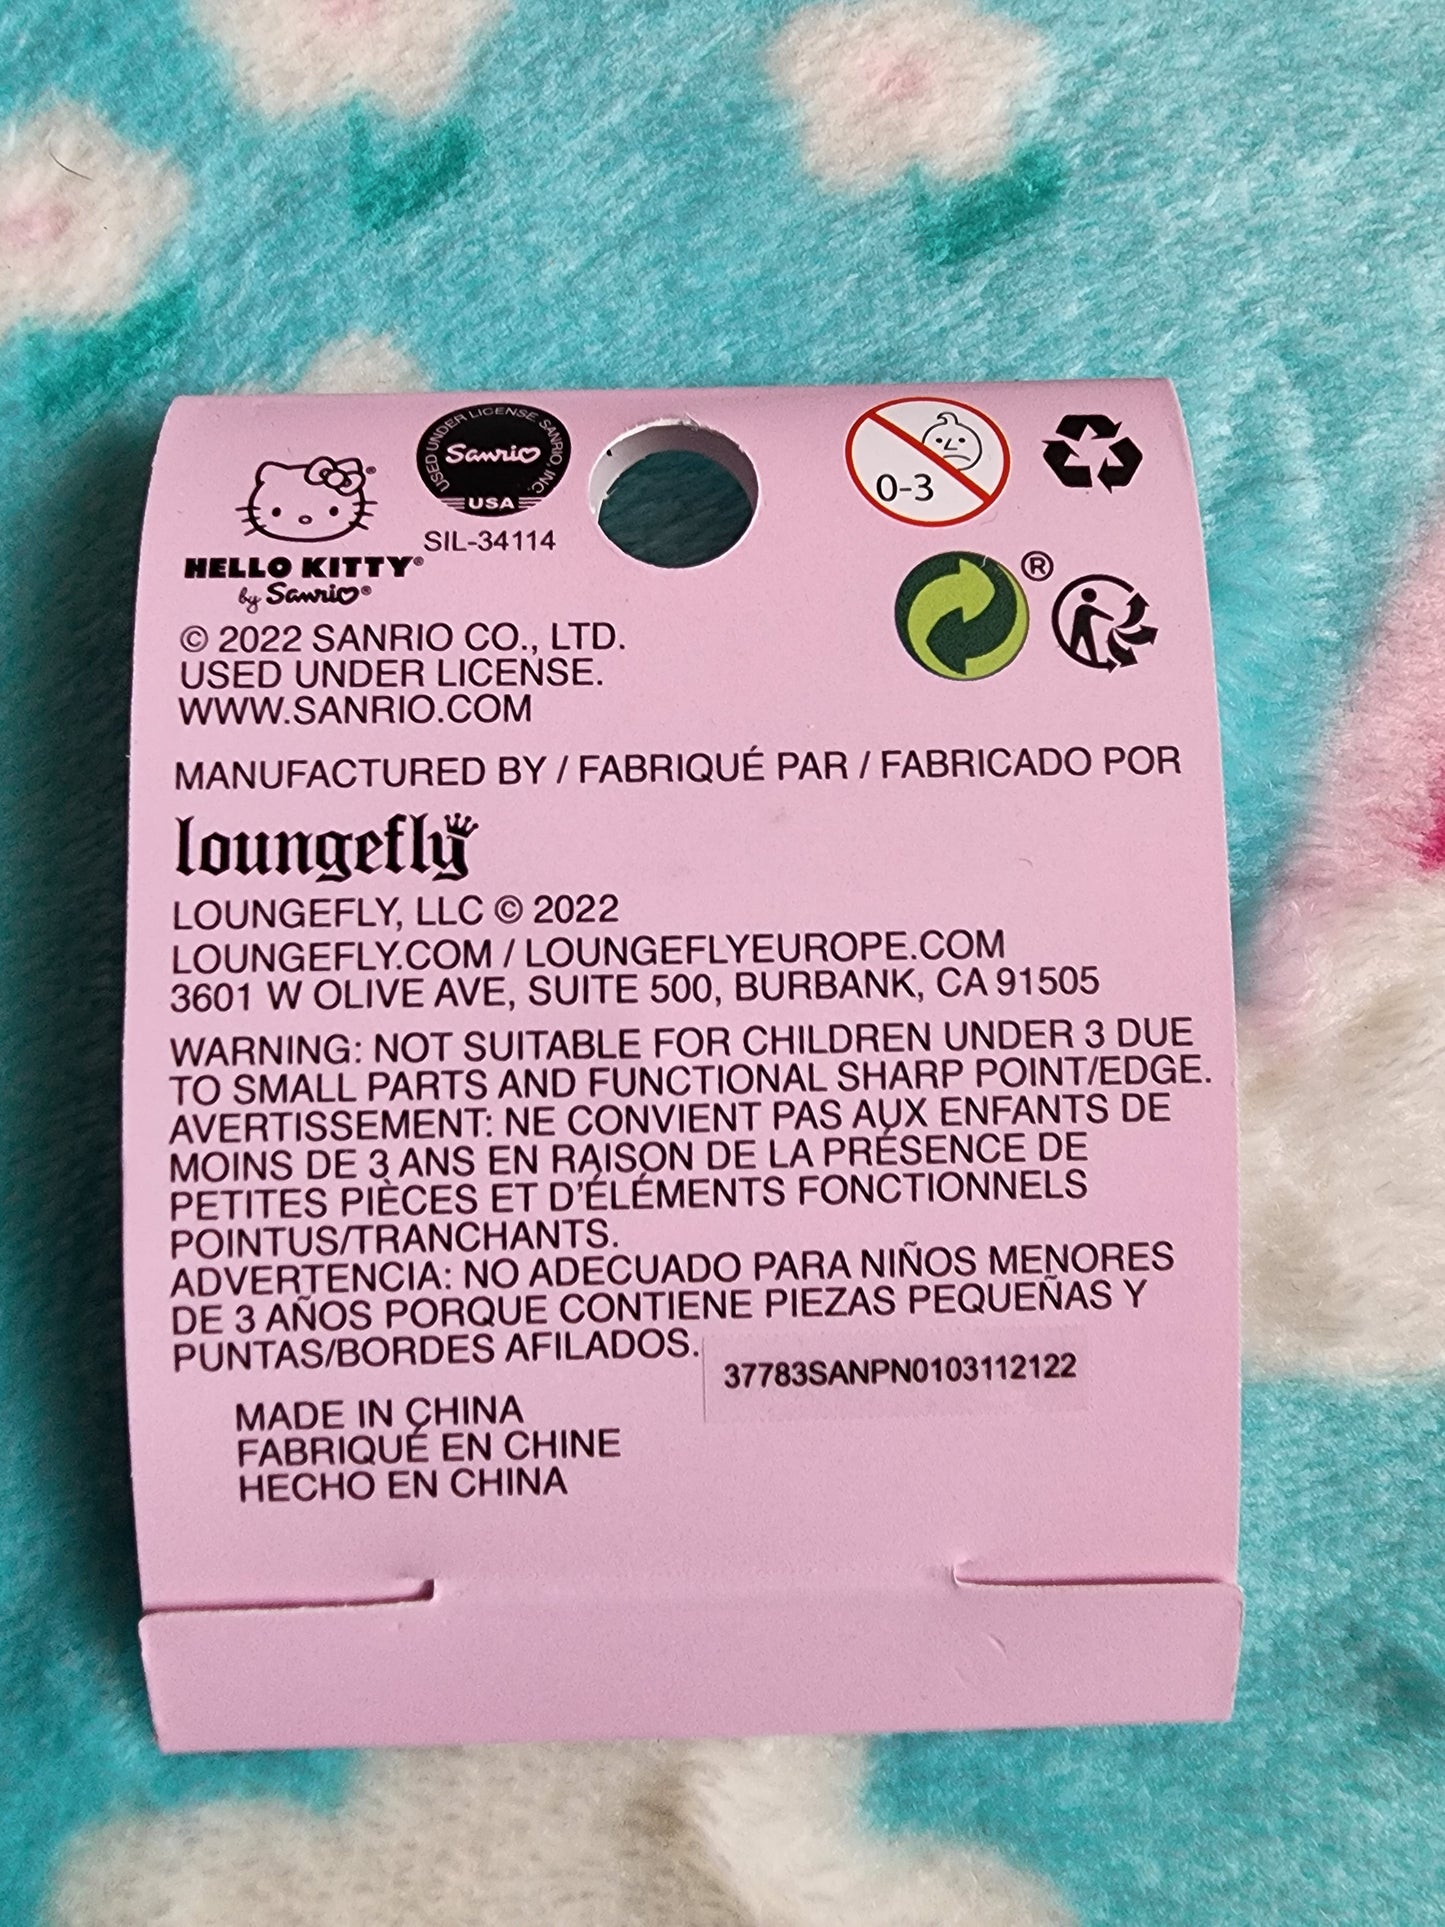 USED UNDER LICENSE SANRIO, INC.
Sanrio
USA
SIL-34114
0-3
HELLO KITTY®
by Sanrio®
®
© 2022 SANRIO CO., LTD.
USED UNDER LICENSE.
WWW.SANRIO.COM
MANUFACTURED BY / FABRIQUÉ PAR / FABRICADO POR
loungefly
LOUNGEFLY, LLC © 2022
LOUNGEFLY.COM / LOUNGEFLYEUROPE.COM
3601 W OLIVE AVE, SUITE 500, BURBANK, CA 91505
WARNING: NOT SUITABLE FOR CHILDREN UNDER 3 DUE
TO SMALL PARTS AND FUNCTIONAL SHARP POINT/EDGE.
AVERTISSEMENT: NE CONVIENT PAS AUX ENFANTS DE
MOINS DE 3 ANS EN RAISON DE LA PRÉSENCE DE
PETITES PIÈCES ET D'ÉLÉMENTS FONCTIONNELS
POINTUS/TRANCHANTS.
ADVERTENCIA: NO ADECUADO PARA NIÑOS MENORES
DE 3 AÑOS PORQUE CONTIENE PIEZAS PEQUEÑAS Y
PUNTAS/BORDES AFILADOS.
37783SANPN0103112122
MADE IN CHINA
FABRIQUÉ EN CHINE
HECHO EN CHINA